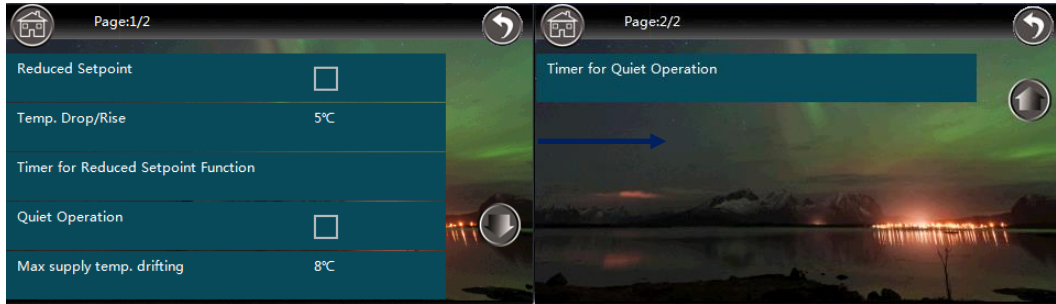 Page:1/2
Reduced Setpoint
Temp. Drop/Rise 5℃
Timer for Reduced Setpoint Function
Quiet Operation
Max supply temp. drifting 8℃
Page:2/2
Timer for Quiet Operation